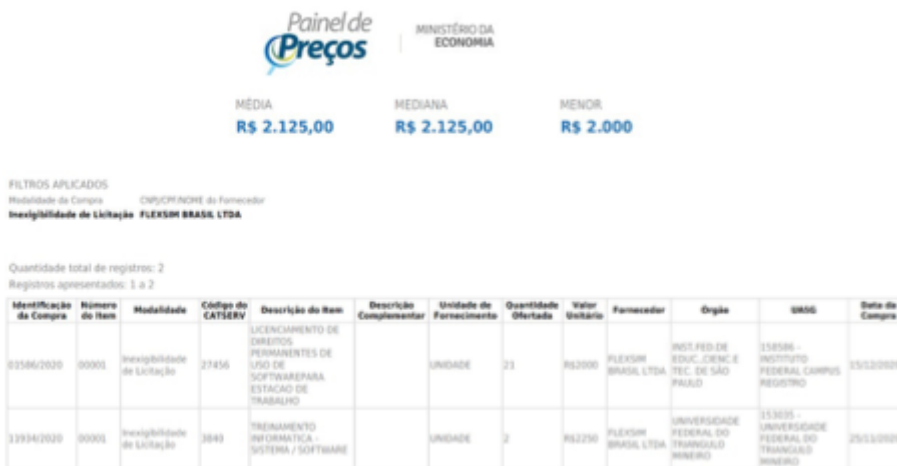 Painel de
Preços
MINISTÉRIO DA
ECONOMIA
MÉDIA MEDIANA MENOR
R$ 2.125,00 R$ 2.125,00 R$ 2.000
FILTROS APLICADOS
Modalidade da Compra CNPJ/CPF/NOME do Fornecedor
Inexigibilidade de Licitação FLEXSIM BRASIL LTDA
Quantidade total de registros: 2
Registros apresentados: 1 a 2
Identificação da Compra Número do Item Modalidade Código do CATSERV Descrição do Item Descrição Complementar Unidade de Fornecimento Quantidade Ofertada Valor Unitário Fornecedor Órgão UASG Data da Compra
03586/2020 00001 Inexigibilidade de Licitação 27456 LICENCIAMENTO DE DIREITOS PERMANENTES DE USO DE SOFTWAREPARA ESTACAO DE TRABALHO UNIDADE 21 R$2000 FLEXSIM BRASIL LTDA INST.FED.DE EDUC.,CIENC.E TEC. DE SÃO PAULO 158586 - INSTITUTO FEDERAL CAMPUS REGISTRO 15/12/2020
11934/2020 00001 Inexigibilidade de Licitação 3840 TREINAMENTO INFORMATICA - SISTEMA / SOFTWARE UNIDADE 2 R$2250 FLEXSIM BRASIL LTDA UNIVERSIDADE FEDERAL DO TRIANGULO MINEIRO 153035 - UNIVERSIDADE FEDERAL DO TRIANGULO MINEIRO 25/11/2020